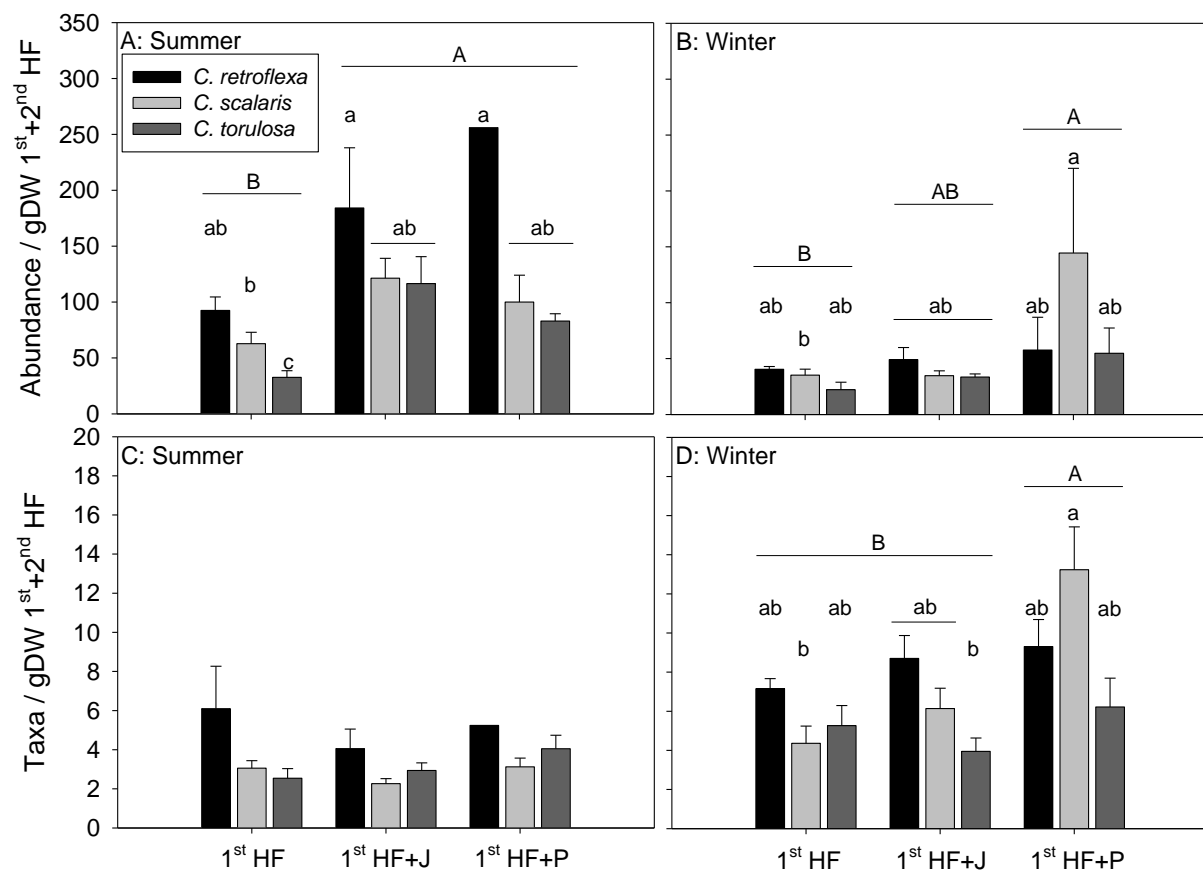 Abundance / gDW 1st+2nd HF
350
300
250
200
150
100
50
0
A: Summer
C. retroflexa
C. scalaris
C. torulosa
B
ab
b
c
A
a
ab
a
ab
B: Winter
B
ab
b
ab
AB
ab
A
ab
a
ab
Taxa / gDW 1st+2nd HF
20
18
16
14
12
10
8
6
4
2
0
C: Summer
D: Winter
B
ab
b
ab
ab
b
A
ab
a
ab
1st HF 1st HF+J 1st HF+P
1st HF 1st HF+J 1st HF+P